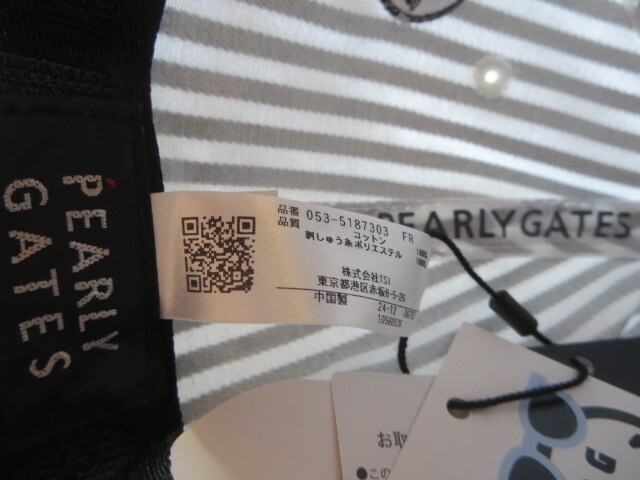 PEARLY
GATES
品番 053-5187303 FR
品質 コットン
刺しゅう糸ポリエステル
株式会社TSI
東京都港区赤坂8-5-26
中国製 24-12
PEARLYGATES
お取
●この
G